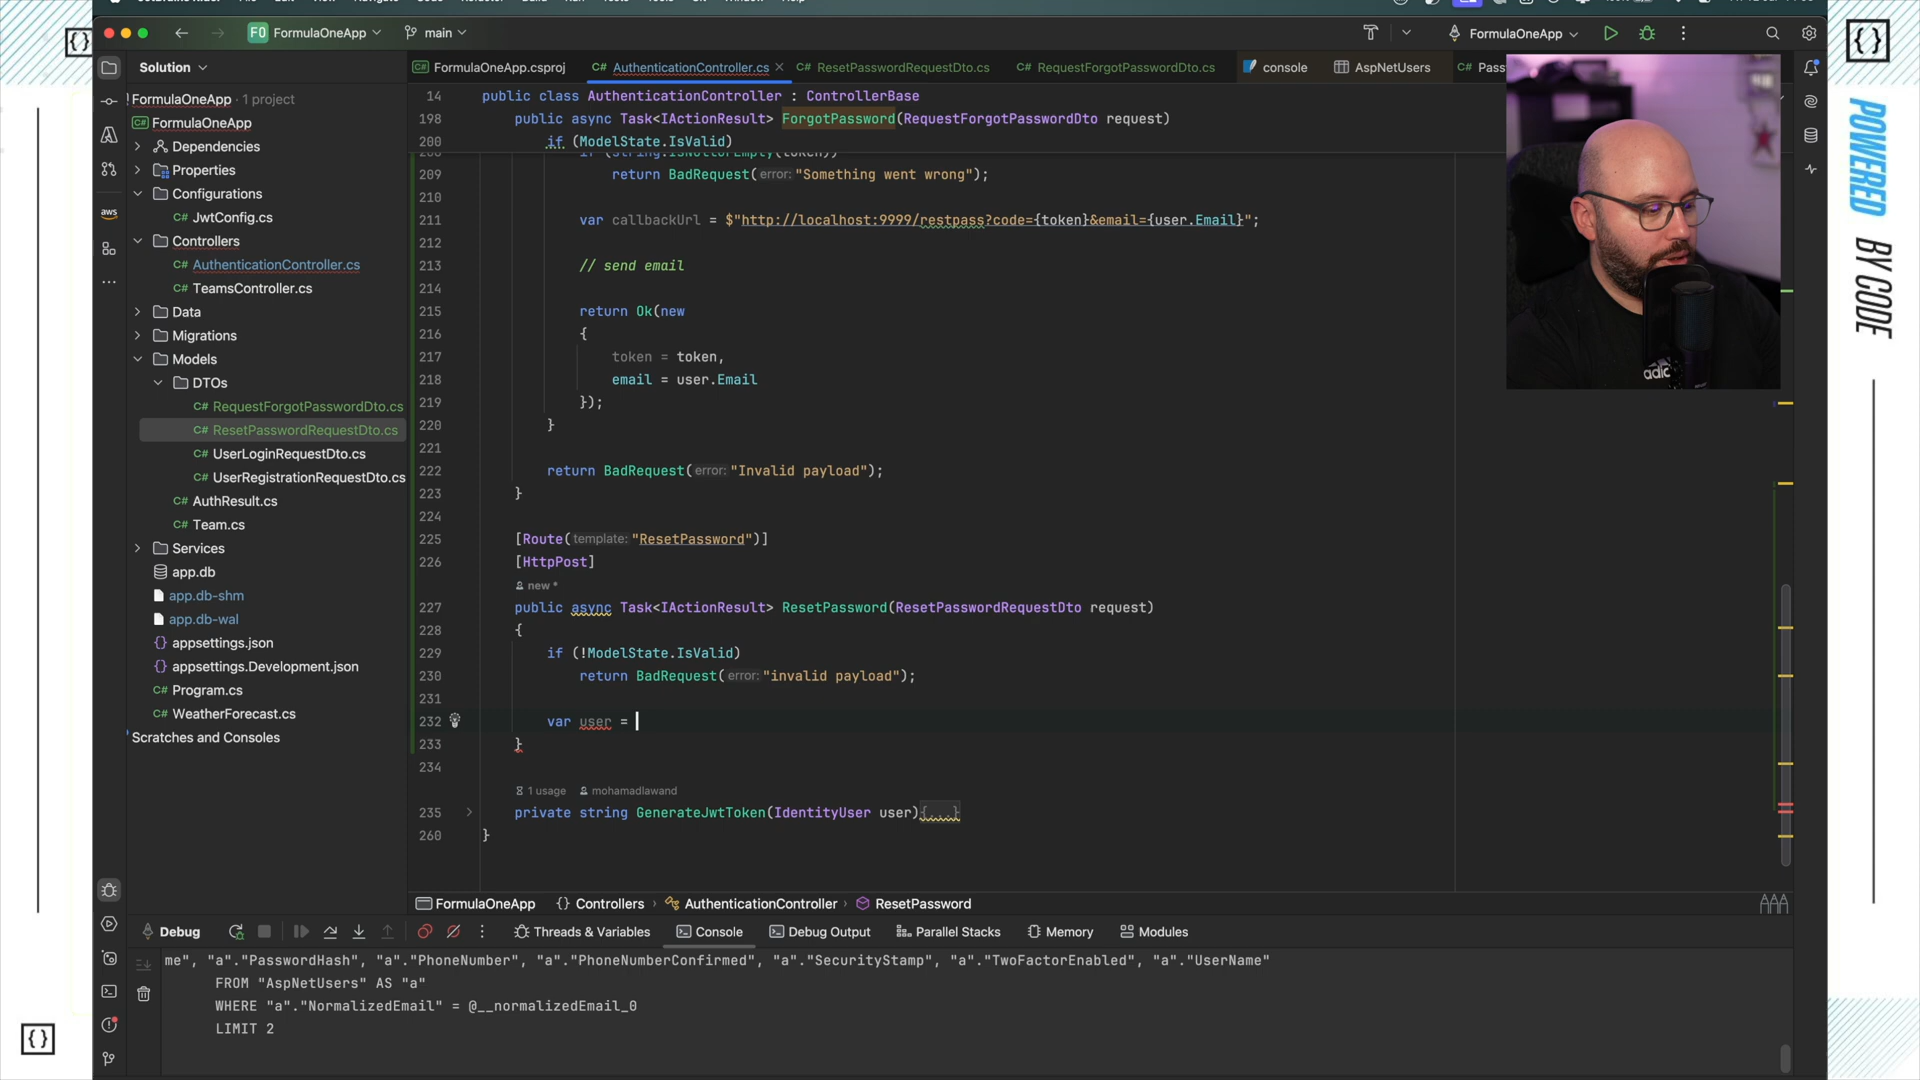 FO FormulaOneApp main FormulaOneApp
Solution FormulaOneApp.csproj AuthenticationController.cs ResetPasswordRequestDto.cs RequestForgotPasswordDto.cs console AspNetUsers Pass
FormulaOneApp · 1 project
FormulaOneApp
Dependencies
Properties
Configurations
JwtConfig.cs
Controllers
AuthenticationController.cs
TeamsController.cs
Data
Migrations
Models
DTOs
RequestForgotPasswordDto.cs
ResetPasswordRequestDto.cs
UserLoginRequestDto.cs
UserRegistrationRequestDto.cs
AuthResult.cs
Team.cs
Services
app.db
app.db-shm
app.db-wal
appsettings.json
appsettings.Development.json
Program.cs
WeatherForecast.cs
Scratches and Consoles
aws
14 public class AuthenticationController : ControllerBase
198 public async Task<IActionResult> ForgotPassword(RequestForgotPasswordDto request)
200 if (ModelState.IsValid)
209 return BadRequest(error: "Something went wrong");
210
211 var callbackUrl = $"http://localhost:9999/restpass?code={token}&email={user.Email}";
212
213 // send email
214
215 return Ok(new
216 {
217 token = token,
218 email = user.Email
219 });
220 }
221
222 return BadRequest(error: "Invalid payload");
223 }
224
225 [Route(template: "ResetPassword")]
226 [HttpPost]
new *
227 public async Task<IActionResult> ResetPassword(ResetPasswordRequestDto request)
228 {
229 if (!ModelState.IsValid)
230 return BadRequest(error: "invalid payload");
231
232 var user =
233 }
234
1 usage mohamadlawand
235 private string GenerateJwtToken(IdentityUser user){...}
260 }
FormulaOneApp {} Controllers › AuthenticationController › ResetPassword
Debug Threads & Variables Console Debug Output Parallel Stacks Memory Modules
me", "a"."PasswordHash", "a"."PhoneNumber", "a"."PhoneNumberConfirmed", "a"."SecurityStamp", "a"."TwoFactorEnabled", "a"."UserName"
FROM "AspNetUsers" AS "a"
WHERE "a"."NormalizedEmail" = @__normalizedEmail_0
LIMIT 2
{}
{}
{}
POWERED BY CODE